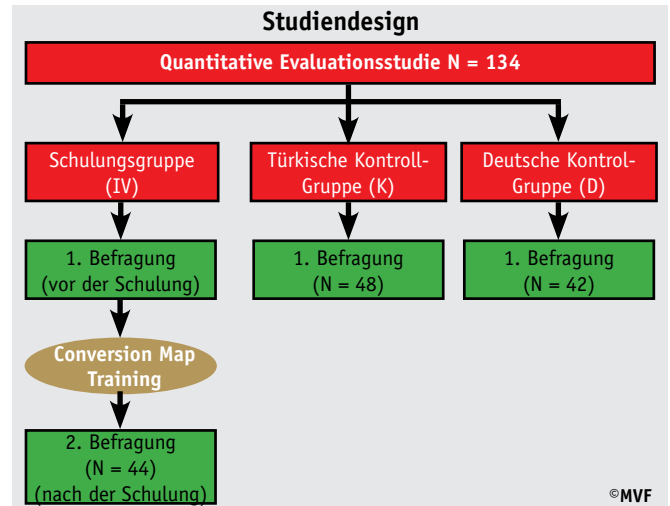 Studiendesign
Quantitative Evaluationsstudie N = 134
Schulungsgruppe
(IV)
Türkische Kontroll-
Gruppe (K)
Deutsche Kontrol-
Gruppe (D)
1. Befragung
(vor der Schulung)
1. Befragung
(N = 48)
1. Befragung
(N = 42)
Conversion Map
Training
2. Befragung
(N = 44)
(nach der Schulung)
©MVF